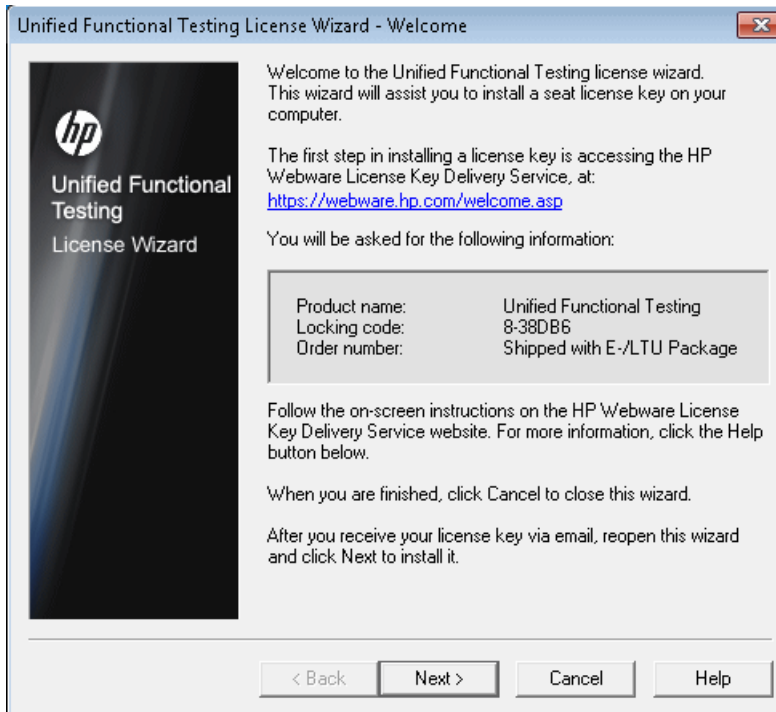 Unified Functional Testing License Wizard - Welcome
hp
Unified Functional
Testing
License Wizard
Welcome to the Unified Functional Testing license wizard.
This wizard will assist you to install a seat license key on your
computer.
The first step in installing a license key is accessing the HP
Webware License Key Delivery Service, at:
https://webware.hp.com/welcome.asp
You will be asked for the following information:
Product name: Unified Functional Testing
Locking code: 8-38DB6
Order number: Shipped with E-/LTU Package
Follow the on-screen instructions on the HP Webware License
Key Delivery Service website. For more information, click the Help
button below.
When you are finished, click Cancel to close this wizard.
After you receive your license key via email, reopen this wizard
and click Next to install it.
< Back Next > Cancel Help